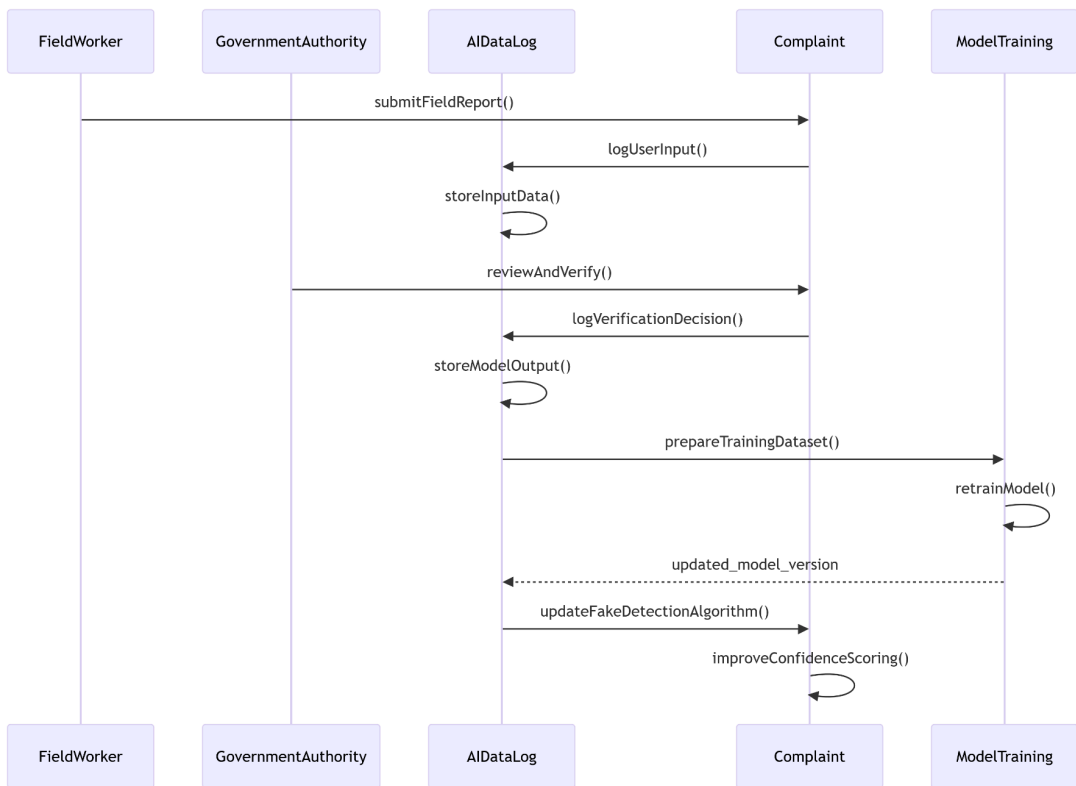 FieldWorker
GovernmentAuthority
AIDataLog
Complaint
ModelTraining
submitFieldReport()
logUserInput()
storeInputData()
reviewAndVerify()
logVerificationDecision()
storeModelOutput()
prepareTrainingDataset()
retrainModel()
updated_model_version
updateFakeDetectionAlgorithm()
improveConfidenceScoring()
FieldWorker
GovernmentAuthority
AIDataLog
Complaint
ModelTraining